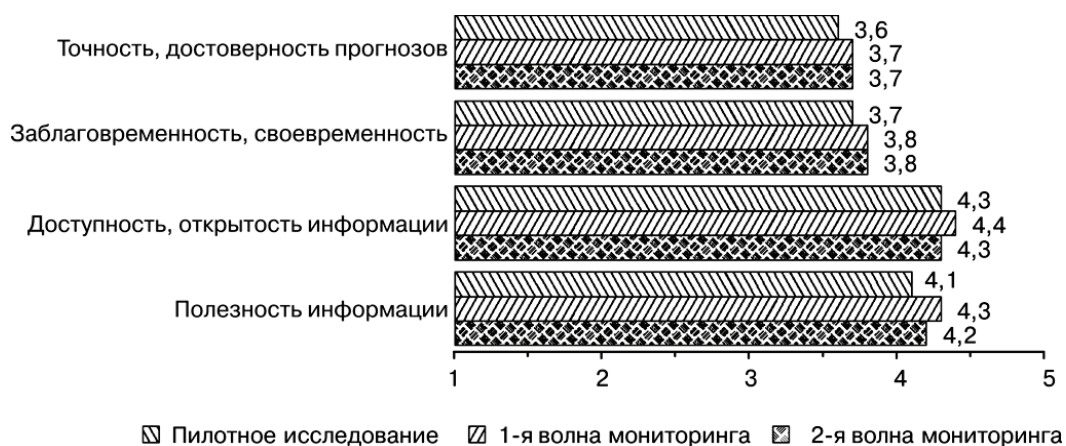 3,6
Точность, достоверность прогнозов
3,7
3,7
3,7
Заблаговременность, своевременность
3,8
3,8
4,3
Доступность, открытость информации
4,4
4,3
4,1
Полезность информации
4,3
4,2
1 2 3 4 5
Пилотное исследование 1-я волна мониторинга 2-я волна мониторинга